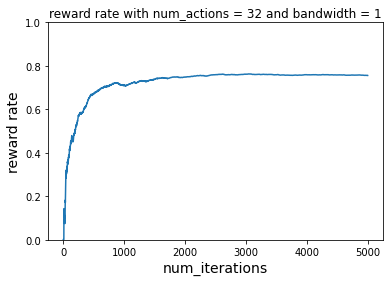 reward rate with num_actions = 32 and bandwidth = 1
1.0
0.8
0.6
0.4
0.2
0.0
reward rate
0 1000 2000 3000 4000 5000
num_iterations